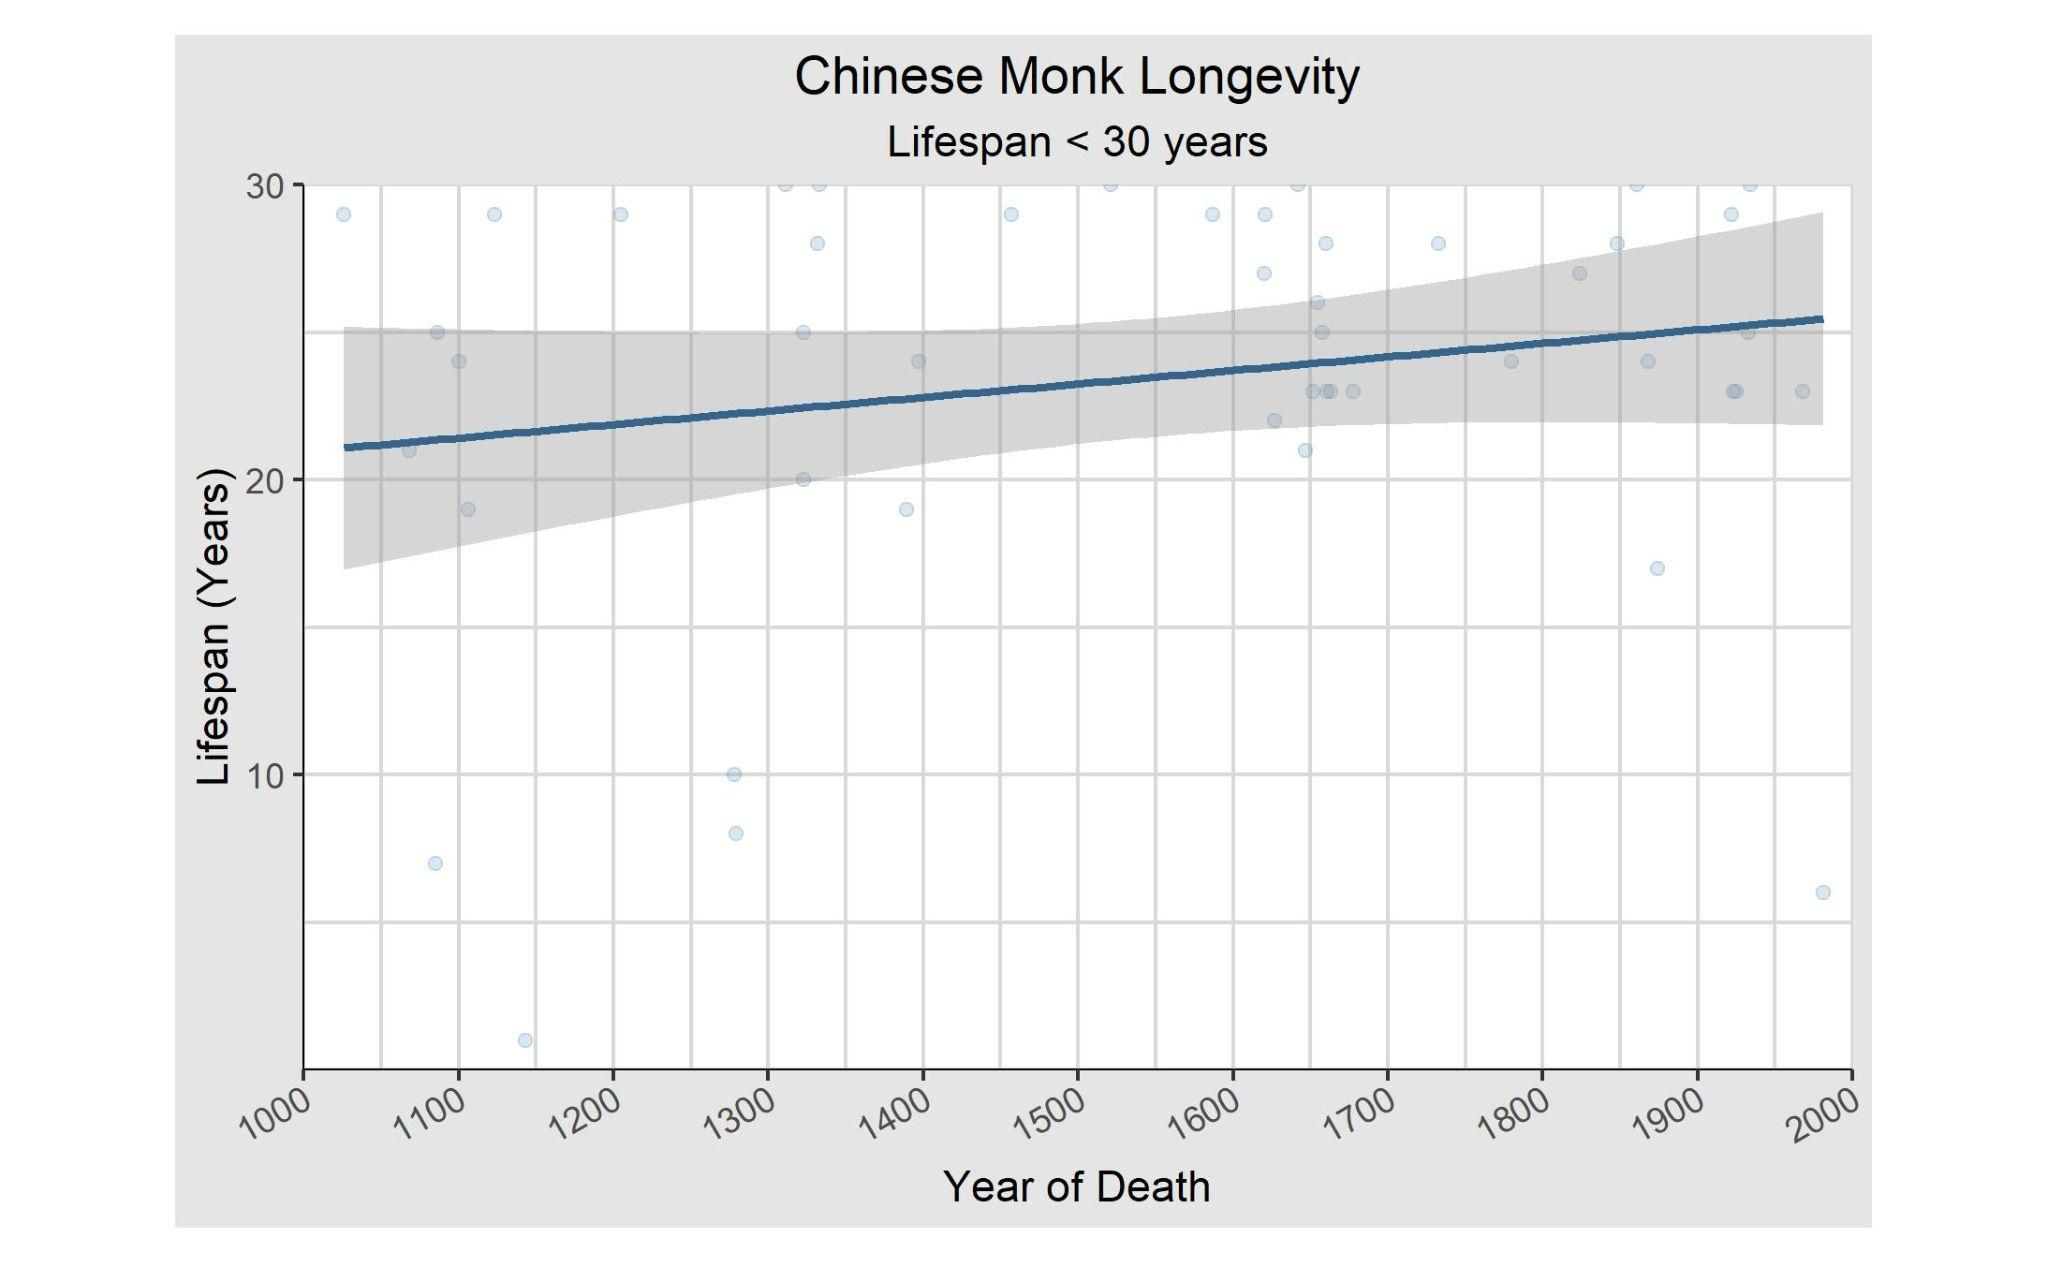 Chinese Monk Longevity
Lifespan < 30 years
30
20
10
Lifespan (Years)
1000 1100 1200 1300 1400 1500 1600 1700 1800 1900 2000
Year of Death